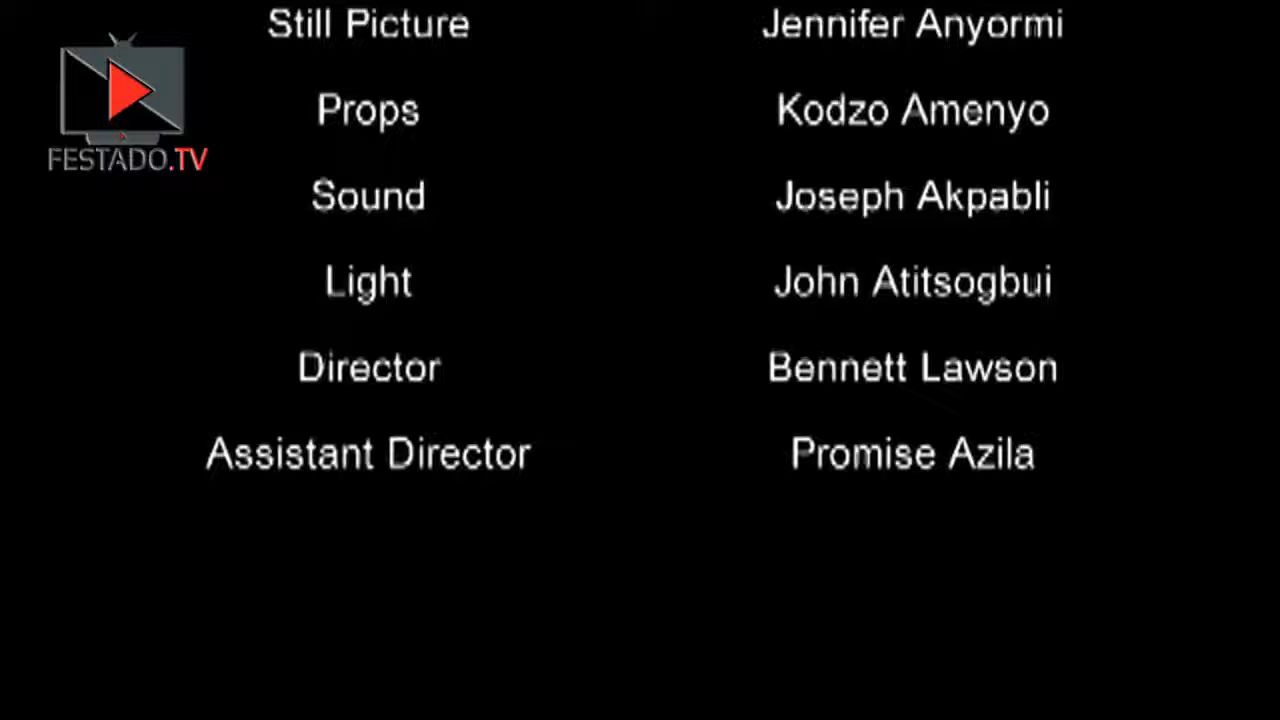 Still Picture Jennifer Anyormi
Props Kodzo Amenyo
FESTADO.TV
Sound Joseph Akpabli
Light John Atitsogbui
Director Bennett Lawson
Assistant Director Promise Azila